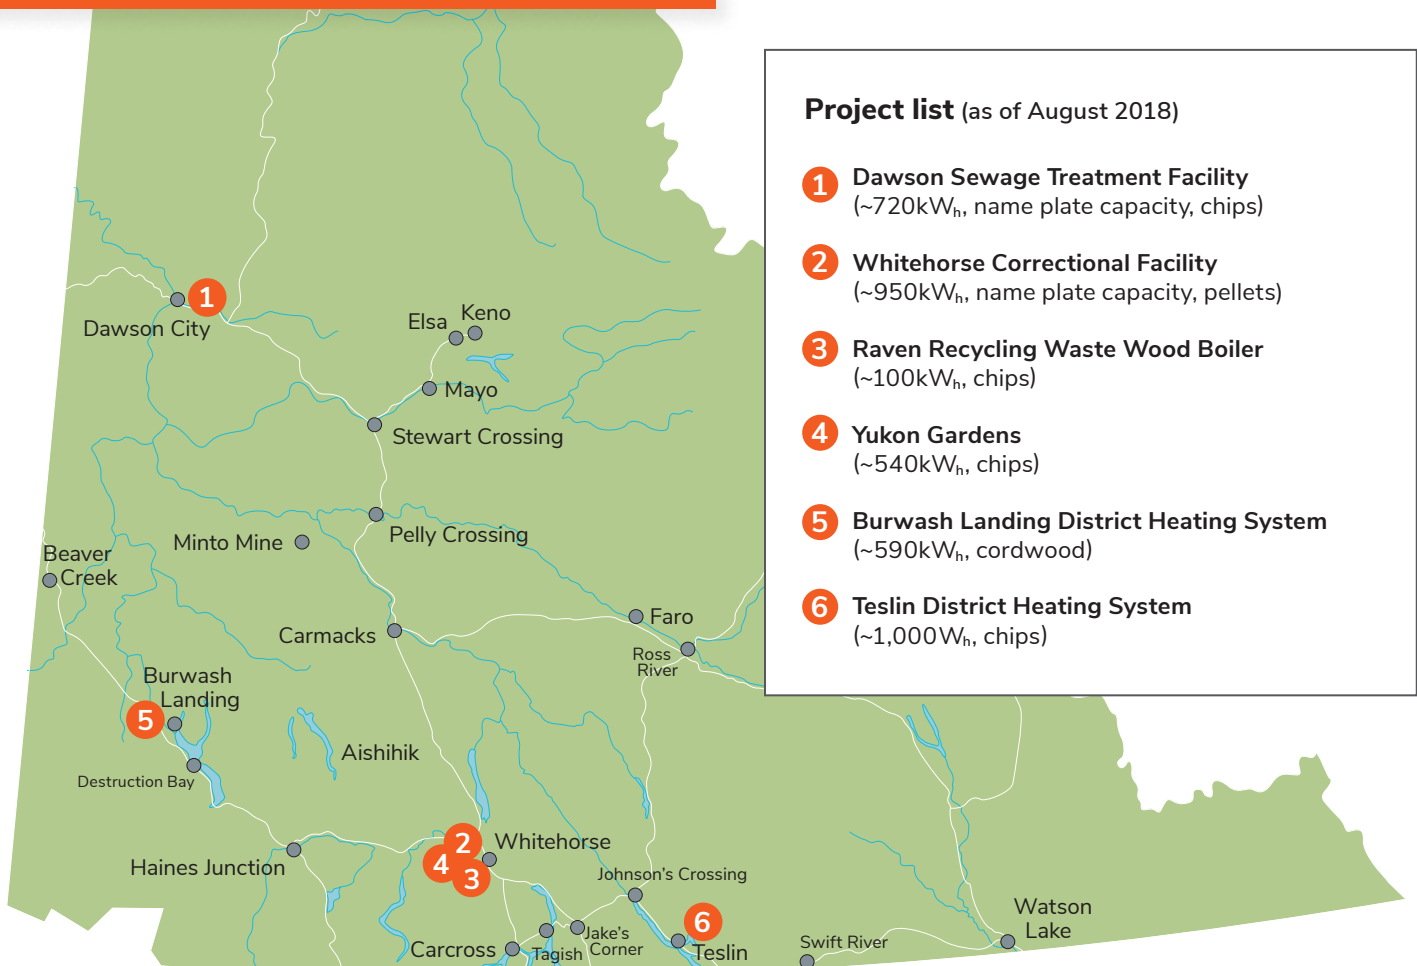 Project list (as of August 2018)
1 Dawson Sewage Treatment Facility
(~720kWh, name plate capacity, chips)
2 Whitehorse Correctional Facility
(~950kWh, name plate capacity, pellets)
3 Raven Recycling Waste Wood Boiler
(~100kWh, chips)
4 Yukon Gardens
(~540kWh, chips)
5 Burwash Landing District Heating System
(~590kWh, cordwood)
6 Teslin District Heating System
(~1,000Wh, chips)
1
Dawson City
Elsa
Keno
Mayo
Stewart Crossing
Pelly Crossing
Minto Mine
Beaver
Creek
Carmacks
Faro
Ross
River
Burwash
Landing
5
Aishihik
Destruction Bay
2
Whitehorse
4
3
Haines Junction
Johnson's Crossing
6
Teslin
Jake's
Corner
Tagish
Carcross
Swift River
Watson
Lake